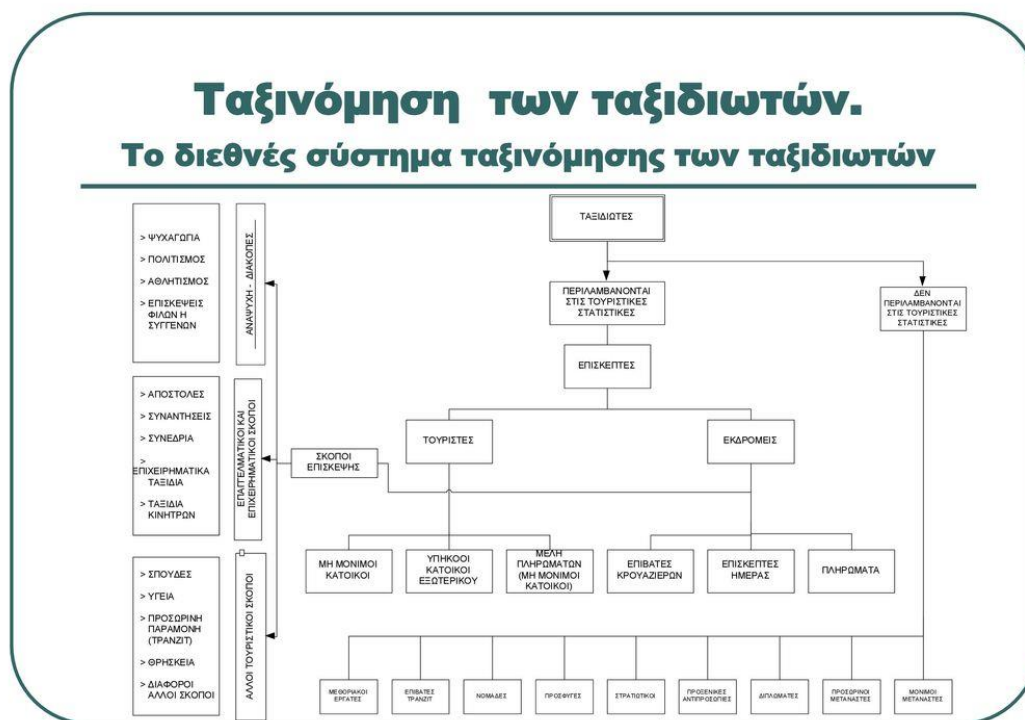 Ταξινόμηση των ταξιδιωτών.
Το διεθνές σύστημα ταξινόμησης των ταξιδιωτών
> ΨΥΧΑΓΩΓΙΑ
> ΠΟΛΙΤΙΣΜΟΣ
> ΑΘΛΗΤΙΣΜΟΣ
> ΕΠΙΣΚΕΨΕΙΣ
ΦΙΛΩΝ Η
ΣΥΓΓΕΝΩΝ
ΑΝΑΨΥΧΗ - ΔΙΑΚΟΠΕΣ
> ΑΠΟΣΤΟΛΕΣ
> ΣΥΝΑΝΤΗΣΕΙΣ
> ΣΥΝΕΔΡΙΑ
>
ΕΠΙΧΕΙΡΗΜΑΤΙΚΑ
ΤΑΞΙΔΙΑ
> ΤΑΞΙΔΙΑ
ΚΙΝΗΤΡΩΝ
ΕΠΑΓΓΕΛΜΑΤΙΚΟΙ ΚΑΙ
ΕΠΙΧΕΙΡΗΜΑΤΙΚΟΙ ΣΚΟΠΟΙ
> ΣΠΟΥΔΕΣ
> ΥΓΕΙΑ
> ΠΡΟΣΩΡΙΝΗ
ΠΑΡΑΜΟΝΗ
(ΤΡΑΝΖΙΤ)
> ΘΡΗΣΚΕΙΑ
> ΔΙΑΦΟΡΟΙ
ΑΛΛΟΙ ΣΚΟΠΟΙ
ΑΛΛΟΙ ΤΟΥΡΙΣΤΙΚΟΙ ΣΚΟΠΟΙ
ΣΚΟΠΟΙ
ΕΠΙΣΚΕΨΗΣ
ΤΑΞΙΔΙΩΤΕΣ
ΠΕΡΙΛΑΜΒΑΝΟΝΤΑΙ
ΣΤΙΣ ΤΟΥΡΙΣΤΙΚΕΣ
ΣΤΑΤΙΣΤΙΚΕΣ
ΔΕΝ
ΠΕΡΙΛΑΜΒΑΝΟΝΤΑΙ
ΣΤΙΣ ΤΟΥΡΙΣΤΙΚΕΣ
ΣΤΑΤΙΣΤΙΚΕΣ
ΕΠΙΣΚΕΠΤΕΣ
ΤΟΥΡΙΣΤΕΣ
ΕΚΔΡΟΜΕΙΣ
ΜΗ ΜΟΝΙΜΟΙ
ΚΑΤΟΙΚΟΙ
ΥΠΗΚΟΟΙ
ΚΑΤΟΙΚΟΙ
ΕΞΩΤΕΡΙΚΟΥ
ΜΕΛΗ
ΠΛΗΡΩΜΑΤΩΝ
(ΜΗ ΜΟΝΙΜΟΙ
ΚΑΤΟΙΚΟΙ)
ΕΠΙΒΑΤΕΣ
ΚΡΟΥΑΖΙΕΡΩΝ
ΕΠΙΣΚΕΠΤΕΣ
ΗΜΕΡΑΣ
ΠΛΗΡΩΜΑΤΑ
ΜΕΘΟΡΙΑΚΟΙ
ΕΡΓΑΤΕΣ
ΕΠΙΒΑΤΕΣ
ΤΡΑΝΖΙΤ
ΝΟΜΑΔΕΣ
ΠΡΟΣΦΥΓΕΣ
ΣΤΡΑΤΙΩΤΙΚΟΙ
ΠΡΟΞΕΝΙΚΕΣ
ΑΝΤΙΠΡΟΣΩΠΙΕΣ
ΔΙΠΛΩΜΑΤΕΣ
ΠΡΟΣΩΡΙΝΟΙ
ΜΕΤΑΝΑΣΤΕΣ
ΜΟΝΙΜΟΙ
ΜΕΤΑΝΑΣΤΕΣ